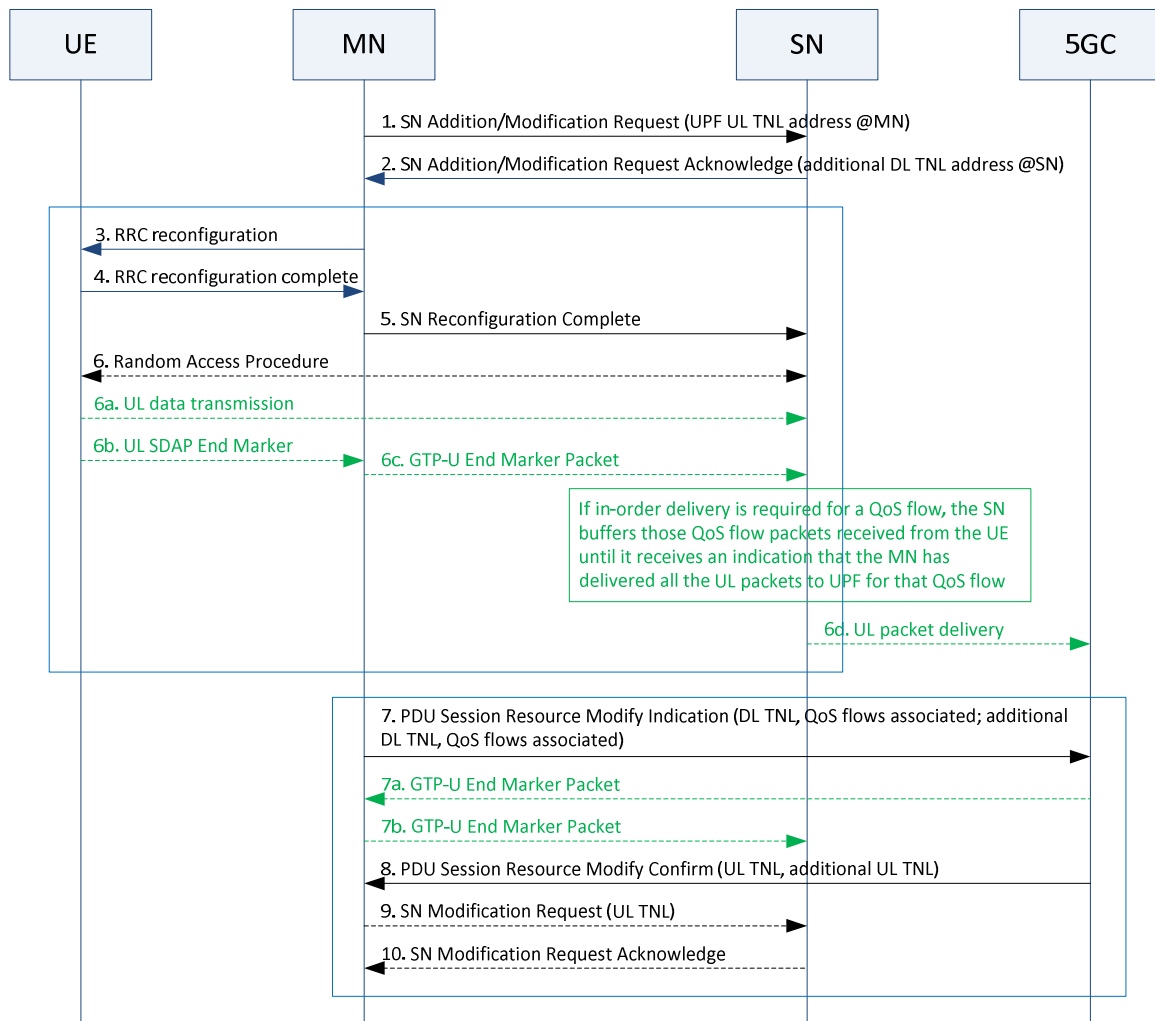 UE
MN
SN
5GC
1. SN Addition/Modification Request (UPF UL TNL address @MN)
2. SN Addition/Modification Request Acknowledge (additional DL TNL address @SN)
3. RRC reconfiguration
4. RRC reconfiguration complete
5. SN Reconfiguration Complete
6. Random Access Procedure
6a. UL data transmission
6b. UL SDAP End Marker
6c. GTP-U End Marker Packet
If in-order delivery is required for a QoS flow, the SN
buffers those QoS flow packets received from the UE
until it receives an indication that the MN has
delivered all the UL packets to UPF for that QoS flow
6d. UL packet delivery
7. PDU Session Resource Modify Indication (DL TNL, QoS flows associated; additional
DL TNL, QoS flows associated)
7a. GTP-U End Marker Packet
7b. GTP-U End Marker Packet
8. PDU Session Resource Modify Confirm (UL TNL, additional UL TNL)
9. SN Modification Request (UL TNL)
10. SN Modification Request Acknowledge